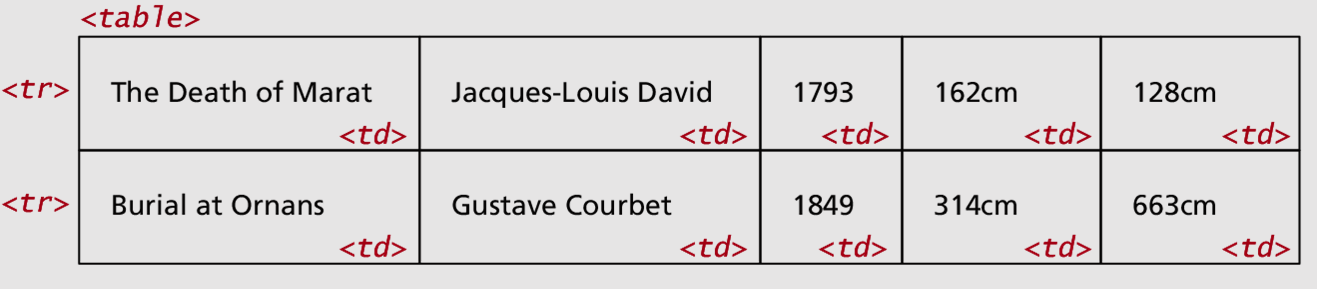 <table>
<tr> The Death of Marat Jacques-Louis David 1793 162cm 128cm
<td> <td> <td> <td> <td>
<tr> Burial at Ornans Gustave Courbet 1849 314cm 663cm
<td> <td> <td> <td> <td>